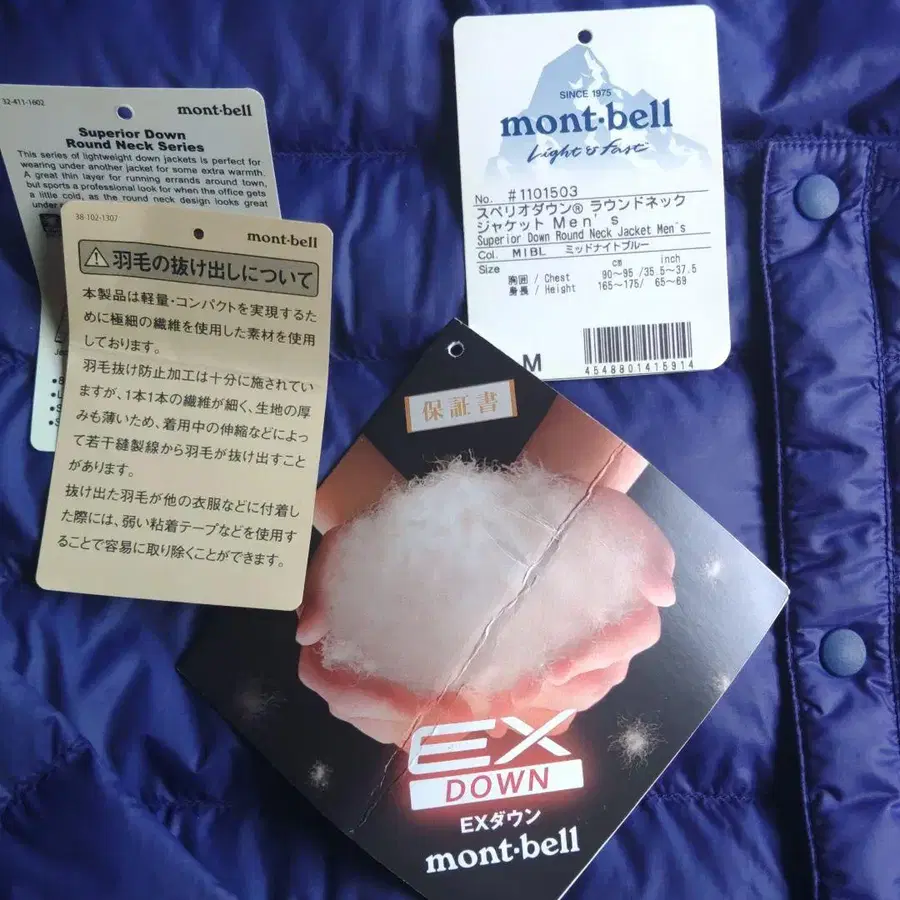 32-411-1602
mont·bell
Superior Down
Round Neck Series
This series of lightweight down jackets is perfect for
wearing under another jacket for some extra warmth.
A great thin layer for running errands around town,
but sports a professional look for when the office gets
a little cold, as the round neck design looks great
38-102-1307
mont·bell
羽毛の抜け出しについて
本製品は軽量・コンパクトを実現するた
めに極細の繊維を使用した素材を使用
しております。
羽毛抜け防止加工は十分に施されてい
ますが、1本1本の繊維が細く、生地の厚
みも薄いため、着用中の伸縮などによっ
て若干縫製線から羽毛が抜け出すこと
があります。
抜け出た羽毛が他の衣服などに付着し
た際には、弱い粘着テープなどを使用す
ることで容易に取り除くことができます。
SINCE 1975
mont·bell
Light & Fast™
No. #1101503
スペリオダウン® ラウンドネック
ジャケット Men's
Superior Down Round Neck Jacket Men's
Col. MIBL ミッドナイトブルー
Size cm inch
胸囲 / Chest 90~95 / 35.5~37.5
身長 / Height 165~175/ 65~69
M
4548801415914
保証書
EX
DOWN
EXダウン
mont·bell